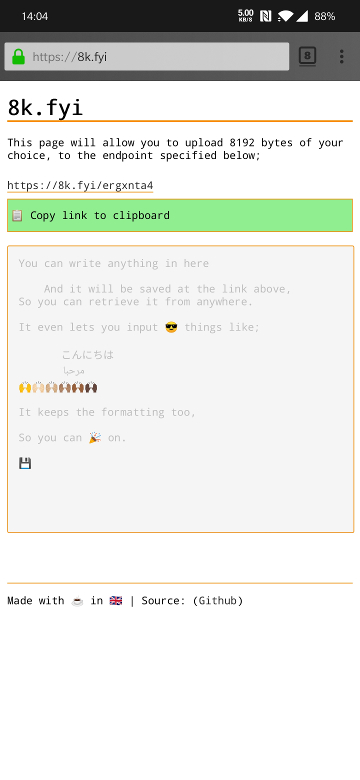 14:04
5.00
KB/S
88%
https://8k.fyi
8
8k.fyi
This page will allow you to upload 8192 bytes of your
choice, to the endpoint specified below;
https://8k.fyi/ergxnta4
📋 Copy link to clipboard
You can write anything in here
And it will be saved at the link above,
So you can retrieve it from anywhere.
It even lets you input 😎 things like;
こんにちは
مرحبا
🙌🙌🏻🙌🏼🙌🏽🙌🏾🙌🏿
It keeps the formatting too,
So you can 🎉 on.
💾
Made with ☕ in 🇬🇧 | Source: (Github)